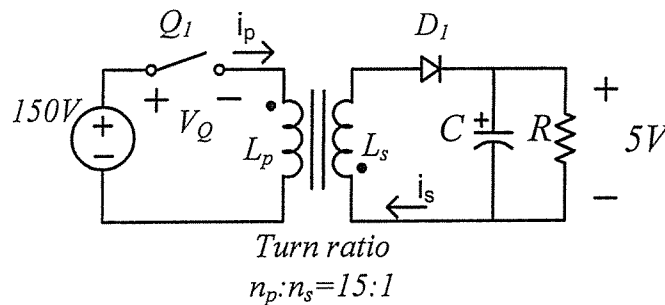 Q1
ip
D1
150V
+
−
+
VQ
−
Lp
Ls
C
+
R
+
5V
−
is
Turn ratio
np:ns=15:1